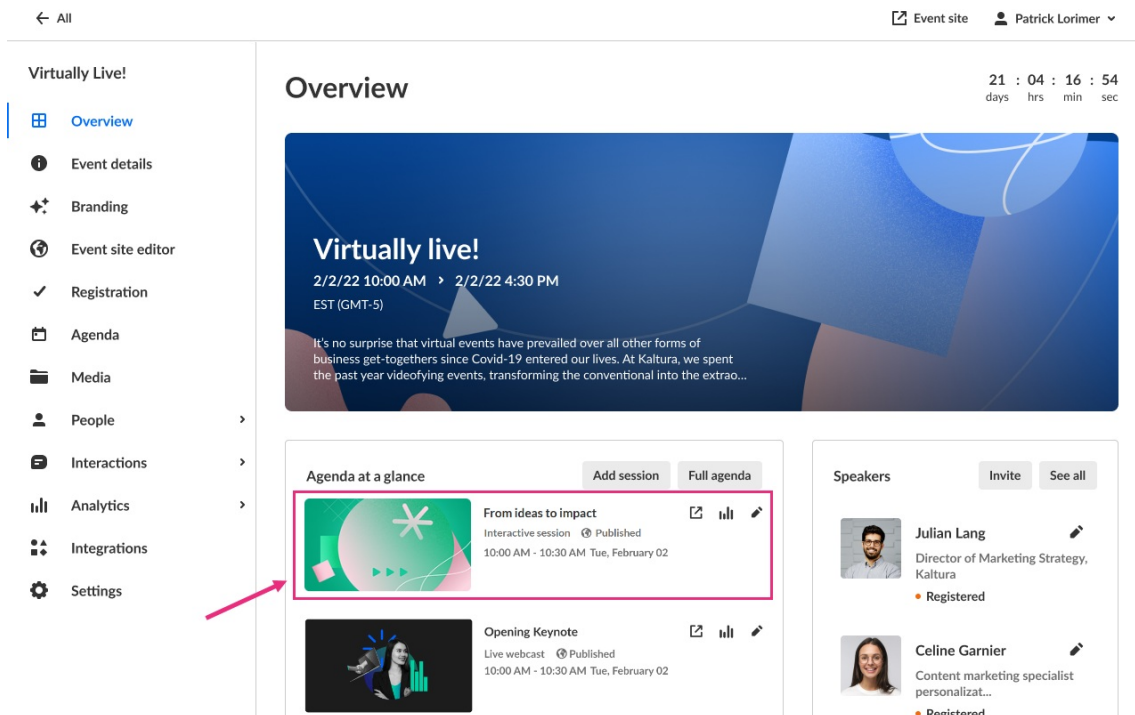 ← All
Event site
Patrick Lorimer
Virtually Live!
Overview
Event details
Branding
Event site editor
Registration
Agenda
Media
People
Interactions
Analytics
Integrations
Settings
Overview
21 : 04 : 16 : 54
days hrs min sec
Virtually live!
2/2/22 10:00 AM > 2/2/22 4:30 PM
EST (GMT-5)
It's no surprise that virtual events have prevailed over all other forms of
business get-togethers since Covid-19 entered our lives. At Kaltura, we spent
the past year videofying events, transforming the conventional into the extrao...
Agenda at a glance
Add session
Full agenda
From ideas to impact
Interactive session Published
10:00 AM - 10:30 AM Tue, February 02
Opening Keynote
Live webcast Published
10:00 AM - 10:30 AM Tue, February 02
Speakers
Invite
See all
Julian Lang
Director of Marketing Strategy,
Kaltura
• Registered
Celine Garnier
Content marketing specialist
personalizat...
• Registered